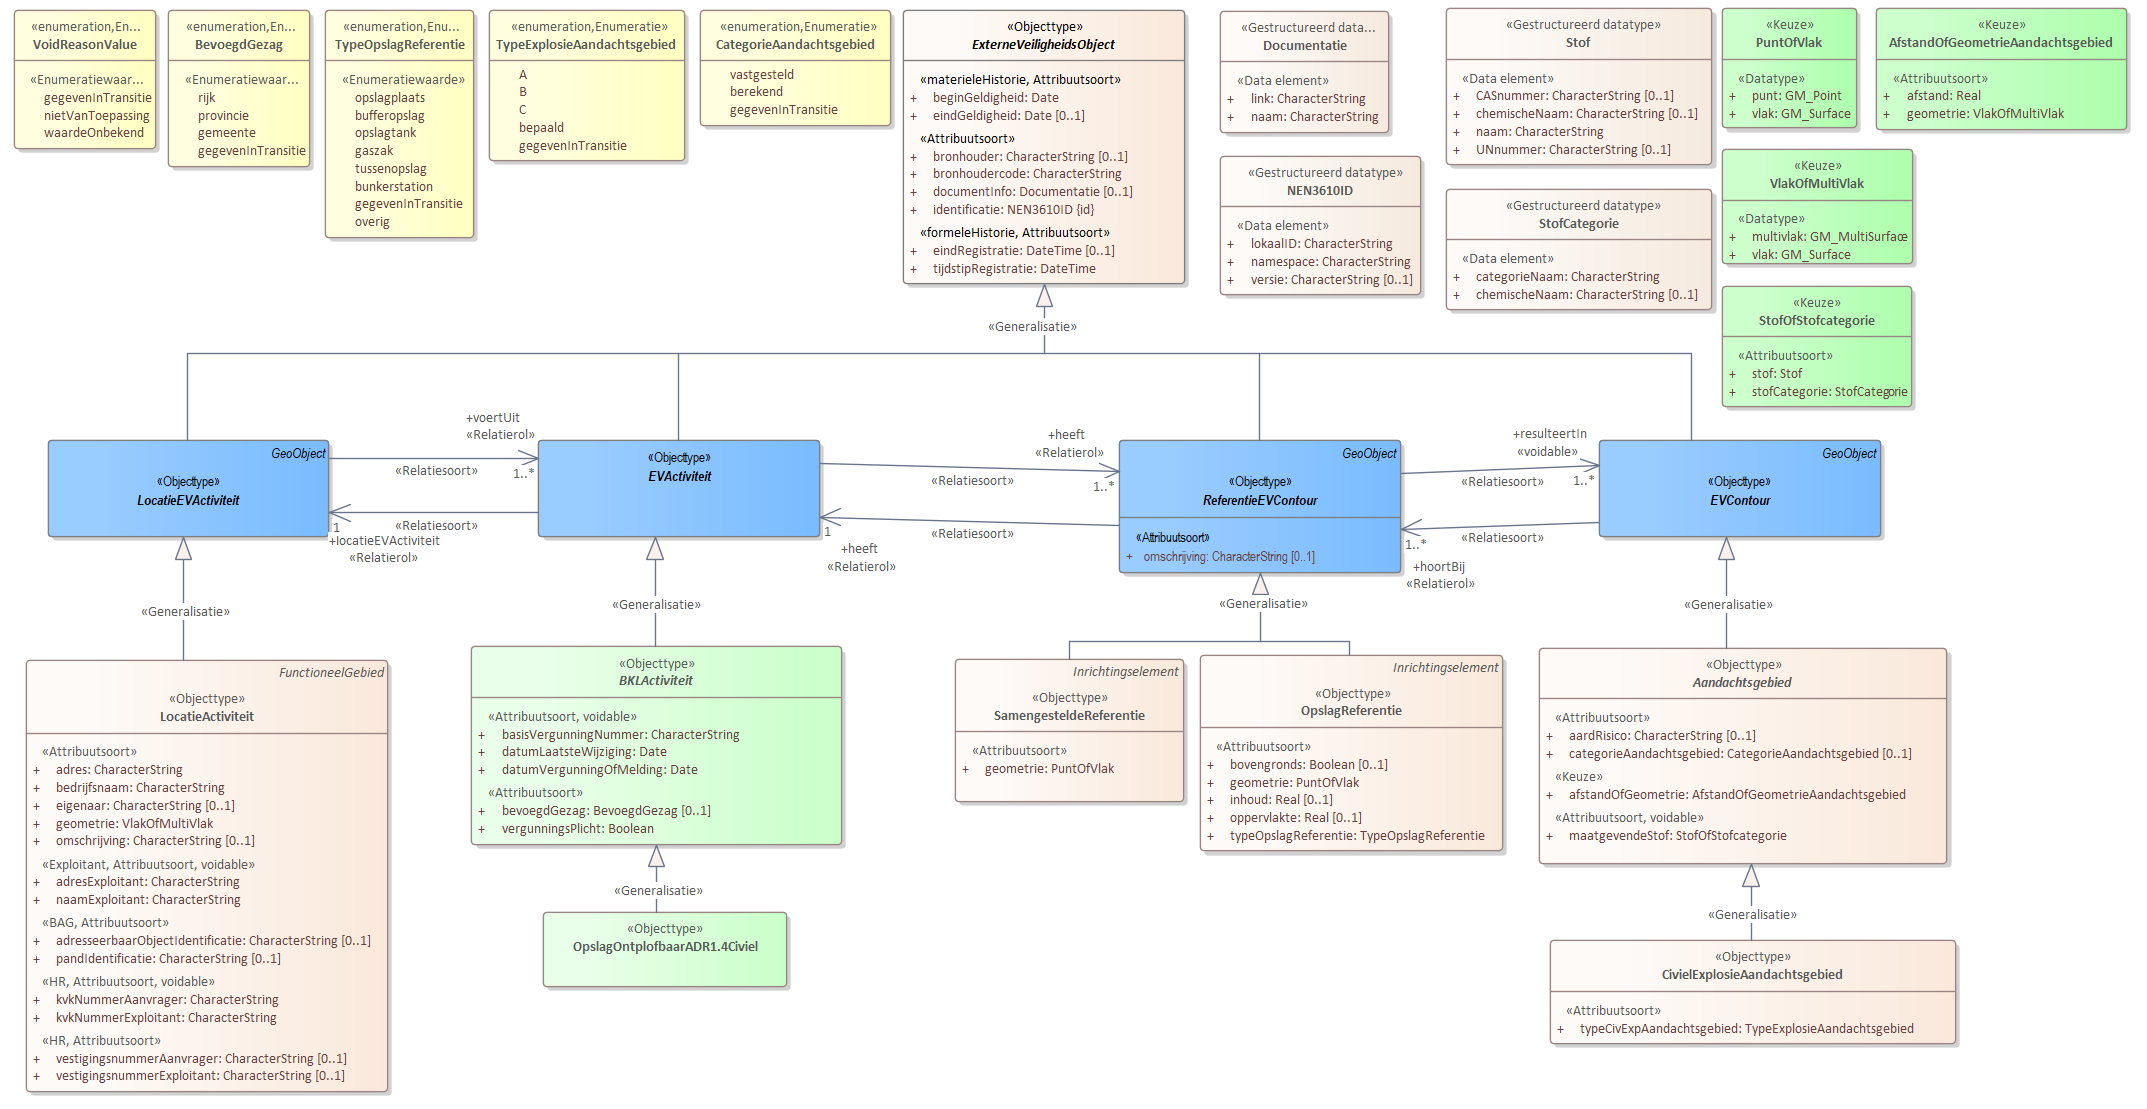 «enumeration,En...
VoidReasonValue
«Enumeratiewaar...
gegevenInTransitie
nietVanToepassing
waardeOnbekend
«enumeration,En...
BevoegdGezag
«Enumeratiewaar...
rijk
provincie
gemeente
gegevenInTransitie
«enumeration,Enu...
TypeOpslagReferentie
«Enumeratiewaarde»
opslagplaats
bufferopslag
opslagtank
gaszak
tussenopslag
bunkerstation
gegevenInTransitie
overig
«enumeration,Enumeratie»
TypeExplosieAandachtsgebied
A
B
C
bepaald
gegevenInTransitie
«enumeration,Enumeratie»
CategorieAandachtsgebied
vastgesteld
berekend
gegevenInTransitie
«Objecttype»
ExterneVeiligheidsObject
«materieleHistorie, Attribuutsoort»
+ beginGeldigheid: Date
+ eindGeldigheid: Date [0..1]
«Attribuutsoort»
+ bronhouder: CharacterString [0..1]
+ bronhoudercode: CharacterString
+ documentInfo: Documentatie [0..1]
+ identificatie: NEN3610ID {id}
«formeleHistorie, Attribuutsoort»
+ eindRegistratie: DateTime [0..1]
+ tijdstipRegistratie: DateTime
«Gestructureerd data...
Documentatie
«Data element»
+ link: CharacterString
+ naam: CharacterString
«Gestructureerd datatype»
NEN3610ID
«Data element»
+ lokaalID: CharacterString
+ namespace: CharacterString
+ versie: CharacterString [0..1]
«Gestructureerd datatype»
Stof
«Data element»
+ CASnummer: CharacterString [0..1]
+ chemischeNaam: CharacterString [0..1]
+ naam: CharacterString
+ UNnummer: CharacterString [0..1]
«Gestructureerd datatype»
StofCategorie
«Data element»
+ categorieNaam: CharacterString
+ chemischeNaam: CharacterString [0..1]
«Keuze»
PuntOfVlak
«Datatype»
+ punt: GM_Point
+ vlak: GM_Surface
«Keuze»
AfstandOfGeometrieAandachtsgebied
«Attribuutsoort»
+ afstand: Real
+ geometrie: VlakOfMultiVlak
«Keuze»
VlakOfMultiVlak
«Datatype»
+ multivlak: GM_MultiSurface
+ vlak: GM_Surface
«Keuze»
StofOfStofcategorie
«Attribuutsoort»
+ stof: Stof
+ stofCategorie: StofCategorie
«Generalisatie»
GeoObject
«Objecttype»
LocatieEVActiviteit
+voertUit
«Relatierol»
«Relatiesoort»
1..*
«Relatiesoort»
1
+locatieEVActiviteit
«Relatierol»
«Objecttype»
EVActiviteit
+heeft
«Relatierol»
«Relatiesoort»
1..*
«Relatiesoort»
1
+heeft
«Relatierol»
GeoObject
«Objecttype»
ReferentieEVContour
«Attribuutsoort»
+ omschrijving: CharacterString [0..1]
+resulteertIn
«voidable»
«Relatiesoort»
1..*
«Relatiesoort»
1..*
+hoortBij
«Relatierol»
GeoObject
«Objecttype»
EVContour
«Generalisatie»
«Generalisatie»
«Generalisatie»
«Generalisatie»
FunctioneelGebied
«Objecttype»
LocatieActiviteit
«Attribuutsoort»
+ adres: CharacterString
+ bedrijfsnaam: CharacterString
+ eigenaar: CharacterString [0..1]
+ geometrie: VlakOfMultiVlak
+ omschrijving: CharacterString [0..1]
«Exploitant, Attribuutsoort, voidable»
+ adresExploitant: CharacterString
+ naamExploitant: CharacterString
«BAG, Attribuutsoort»
+ adresseerbaarObjectIdentificatie: CharacterString [0..1]
+ pandIdentificatie: CharacterString [0..1]
«HR, Attribuutsoort, voidable»
+ kvkNummerAanvrager: CharacterString
+ kvkNummerExploitant: CharacterString
«HR, Attribuutsoort»
+ vestigingsnummerAanvrager: CharacterString [0..1]
+ vestigingsnummerExploitant: CharacterString [0..1]
«Objecttype»
BKLActiviteit
«Attribuutsoort, voidable»
+ basisVergunningNummer: CharacterString
+ datumLaatsteWijziging: Date
+ datumVergunningOfMelding: Date
«Attribuutsoort»
+ bevoegdGezag: BevoegdGezag [0..1]
+ vergunningsPlicht: Boolean
«Generalisatie»
«Objecttype»
OpslagOntplofbaarADR1.4Civiel
Inrichtingselement
«Objecttype»
SamengesteldeReferentie
«Attribuutsoort»
+ geometrie: PuntOfVlak
Inrichtingselement
«Objecttype»
OpslagReferentie
«Attribuutsoort»
+ bovengronds: Boolean [0..1]
+ geometrie: PuntOfVlak
+ inhoud: Real [0..1]
+ oppervlakte: Real [0..1]
+ typeOpslagReferentie: TypeOpslagReferentie
«Objecttype»
Aandachtsgebied
«Attribuutsoort»
+ aardRisico: CharacterString [0..1]
+ categorieAandachtsgebied: CategorieAandachtsgebied [0..1]
«Keuze»
+ afstandOfGeometrie: AfstandOfGeometrieAandachtsgebied
«Attribuutsoort, voidable»
+ maatgevendeStof: StofOfStofcategorie
«Generalisatie»
«Objecttype»
CivielExplosieAandachtsgebied
«Attribuutsoort»
+ typeCivExpAandachtsgebied: TypeExplosieAandachtsgebied